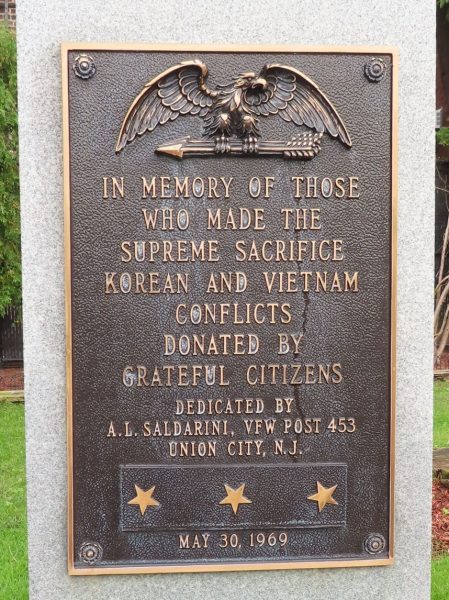 IN MEMORY OF THOSE
WHO MADE THE
SUPREME SACRIFICE
KOREAN AND VIETNAM
CONFLICTS
DONATED BY
GRATEFUL CITIZENS
DEDICATED BY
A.L. SALDARINI, VFW POST 453
UNION CITY, N.J.
MAY 30, 1969